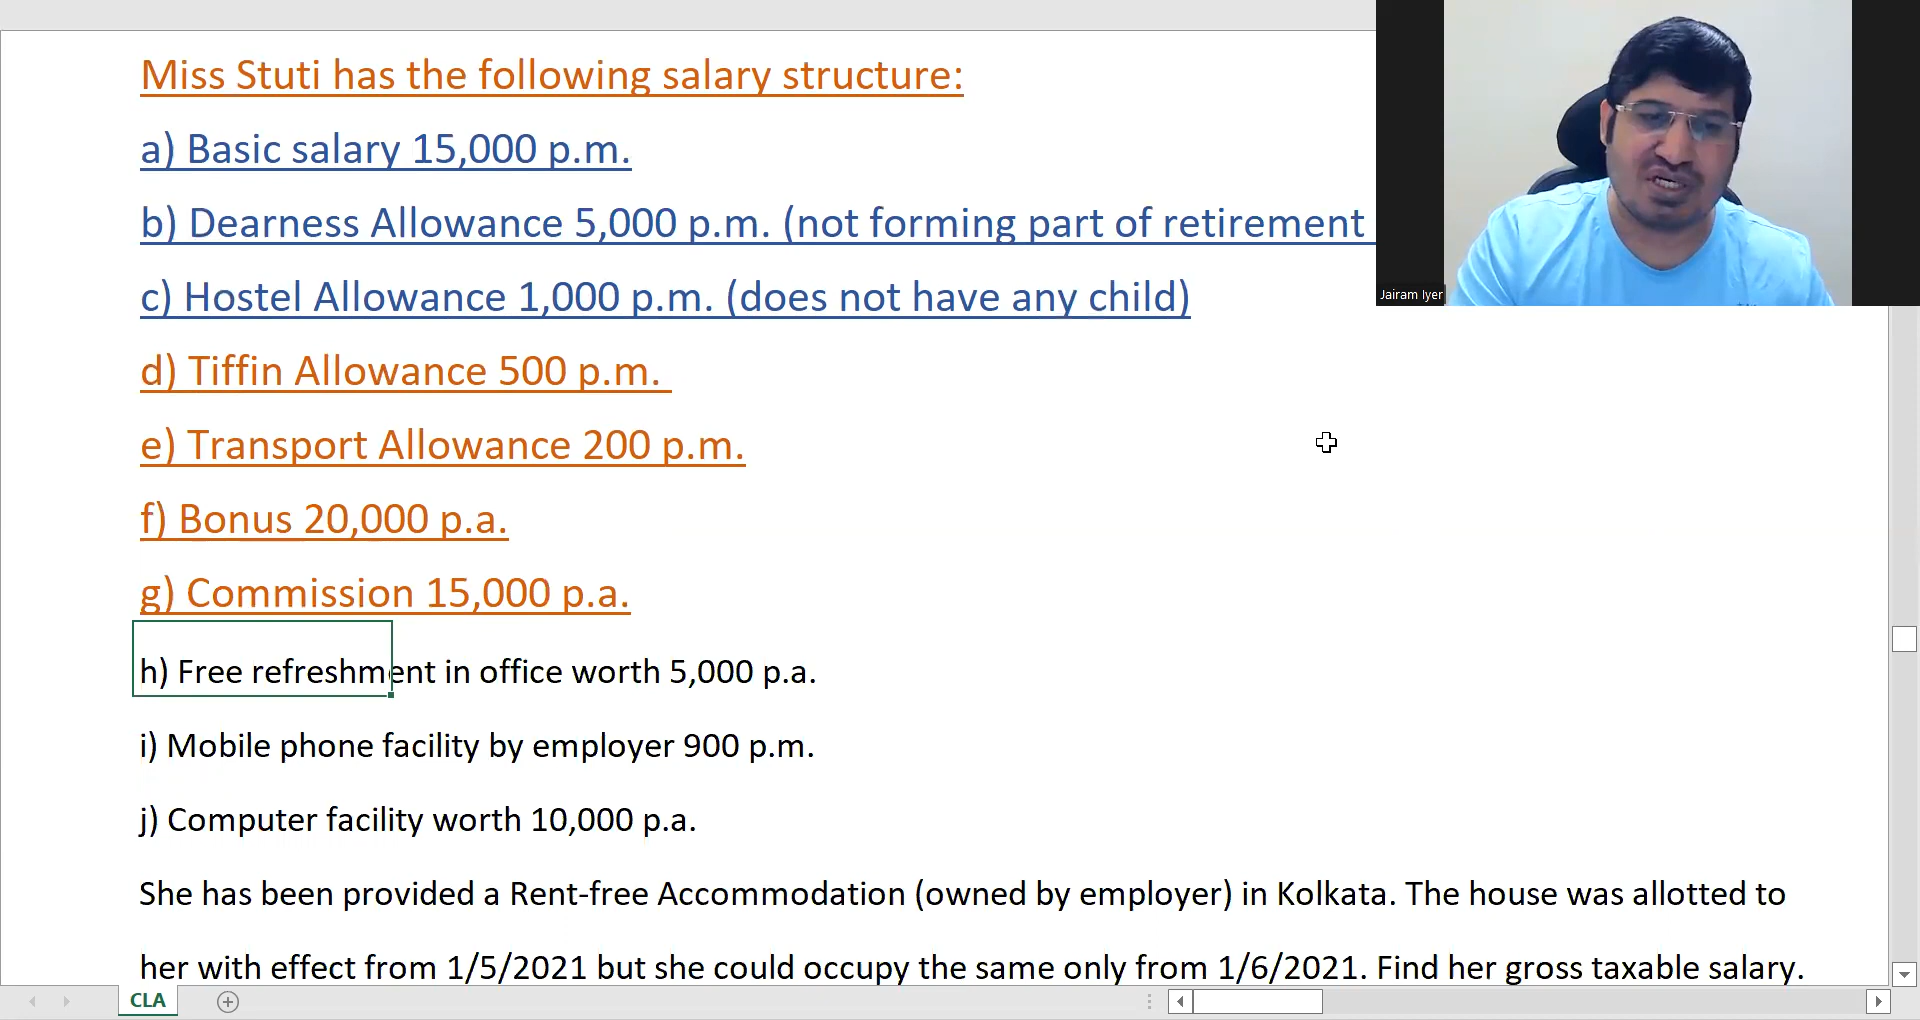 Miss Stuti has the following salary structure:
a) Basic salary 15,000 p.m.
b) Dearness Allowance 5,000 p.m. (not forming part of retirement
c) Hostel Allowance 1,000 p.m. (does not have any child)
Jairam Iyer
d) Tiffin Allowance 500 p.m.
e) Transport Allowance 200 p.m.
f) Bonus 20,000 p.a.
g) Commission 15,000 p.a.
h) Free refreshment in office worth 5,000 p.a.
i) Mobile phone facility by employer 900 p.m.
j) Computer facility worth 10,000 p.a.
She has been provided a Rent-free Accommodation (owned by employer) in Kolkata. The house was allotted to
her with effect from 1/5/2021 but she could occupy the same only from 1/6/2021. Find her gross taxable salary.
CLA